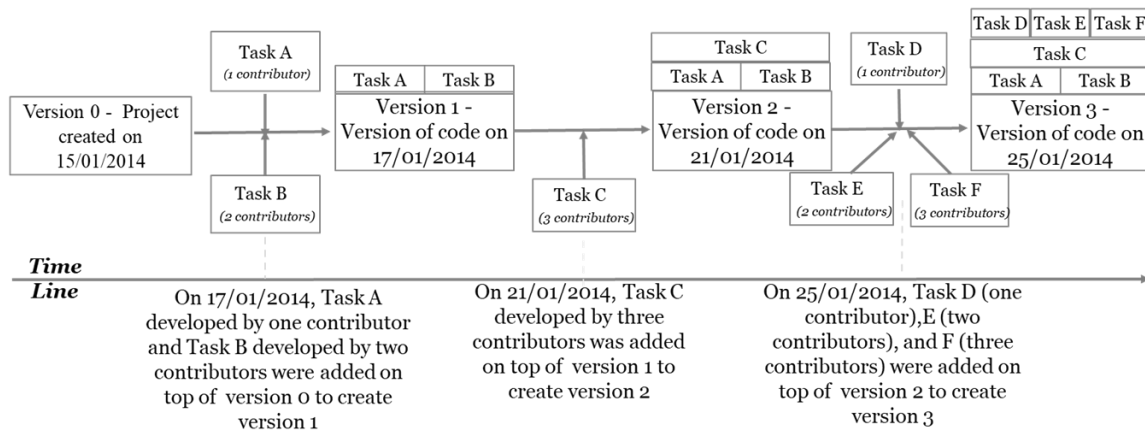 Task A
(1 contributor)
Version 0 - Project
created on
15/01/2014
Task B
(2 contributors)
Task A
Task B
Version 1 -
Version of code on
17/01/2014
Task C
(3 contributors)
Task C
Task A
Task B
Version 2 -
Version of code on
21/01/2014
Task D
(1 contributor)
Task E
(2 contributors)
Task F
(3 contributors)
Task D
Task E
Task F
Task C
Task A
Task B
Version 3 -
Version of code on
25/01/2014
Time
Line
On 17/01/2014, Task A
developed by one contributor
and Task B developed by two
contributors were added on
top of version 0 to create
version 1
On 21/01/2014, Task C
developed by three
contributors was added
on top of version 1 to
create version 2
On 25/01/2014, Task D (one
contributor),E (two
contributors), and F (three
contributors) were added on
top of version 2 to create
version 3